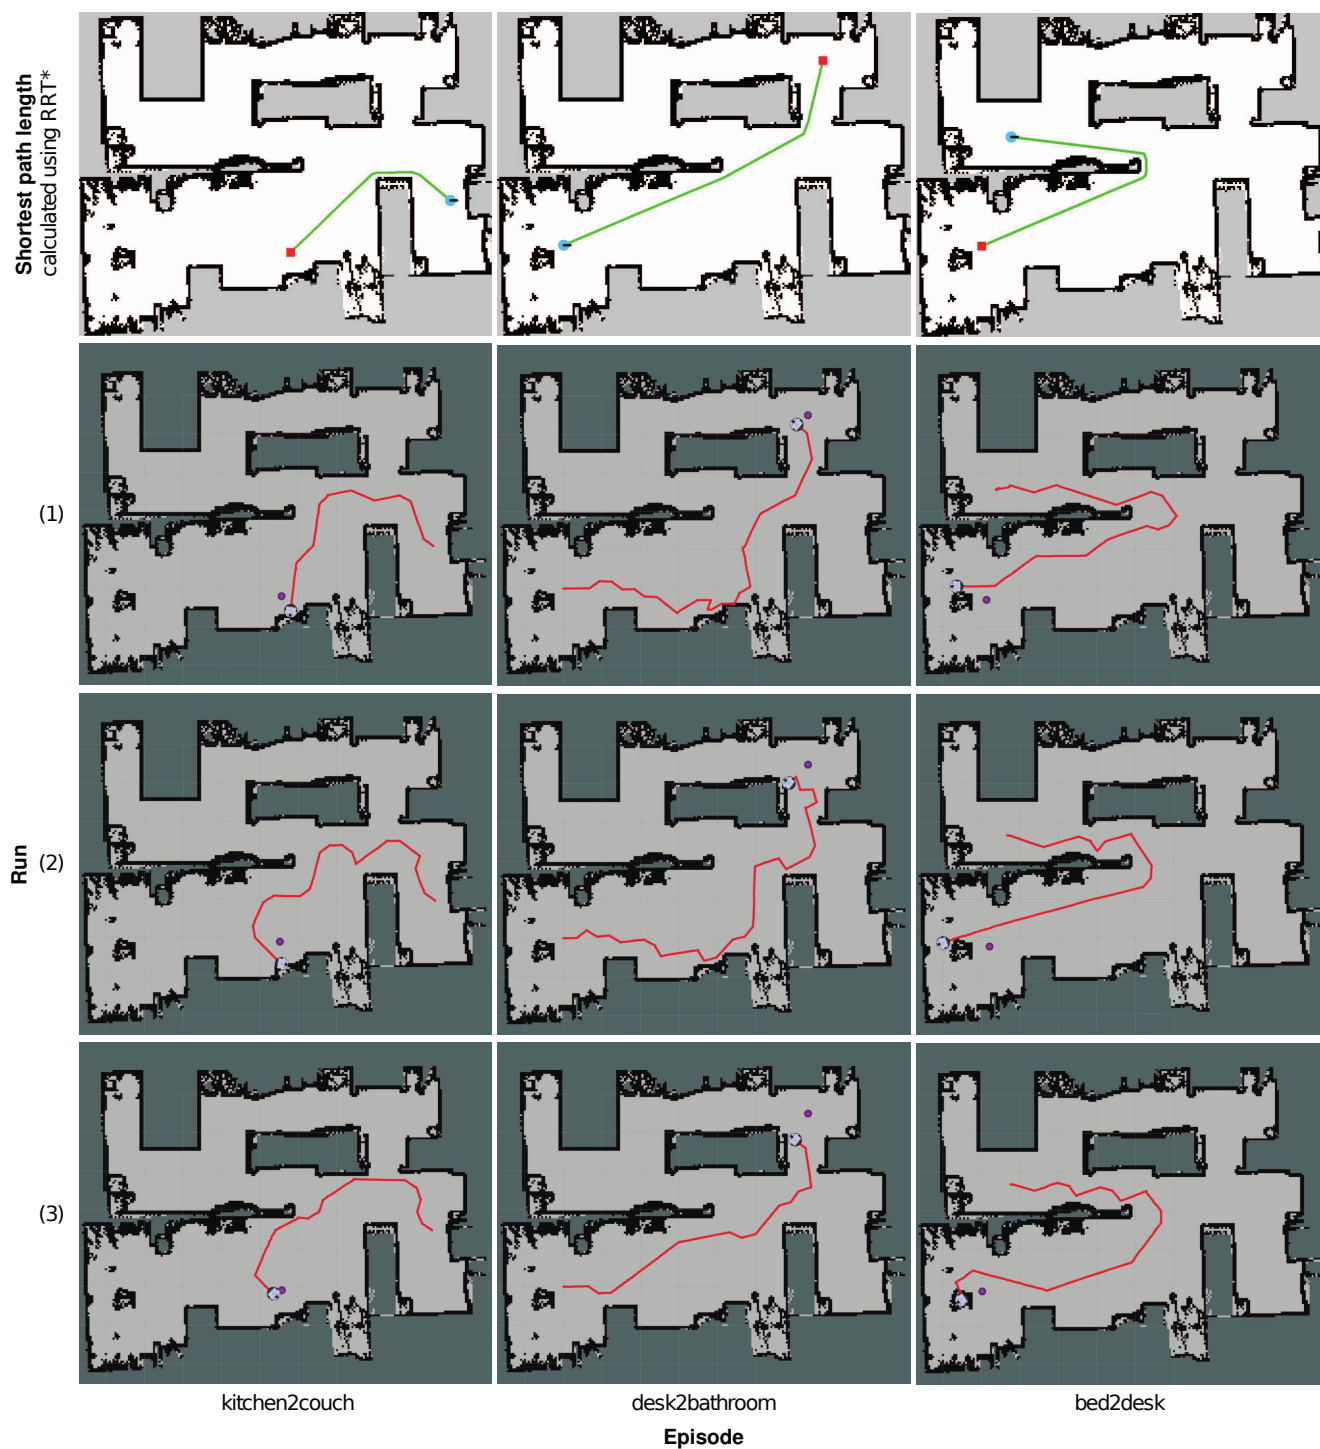 Shortest path length
calculated using RRT*
(1)
Run
(2)
(3)
kitchen2couch
desk2bathroom
bed2desk
Episode